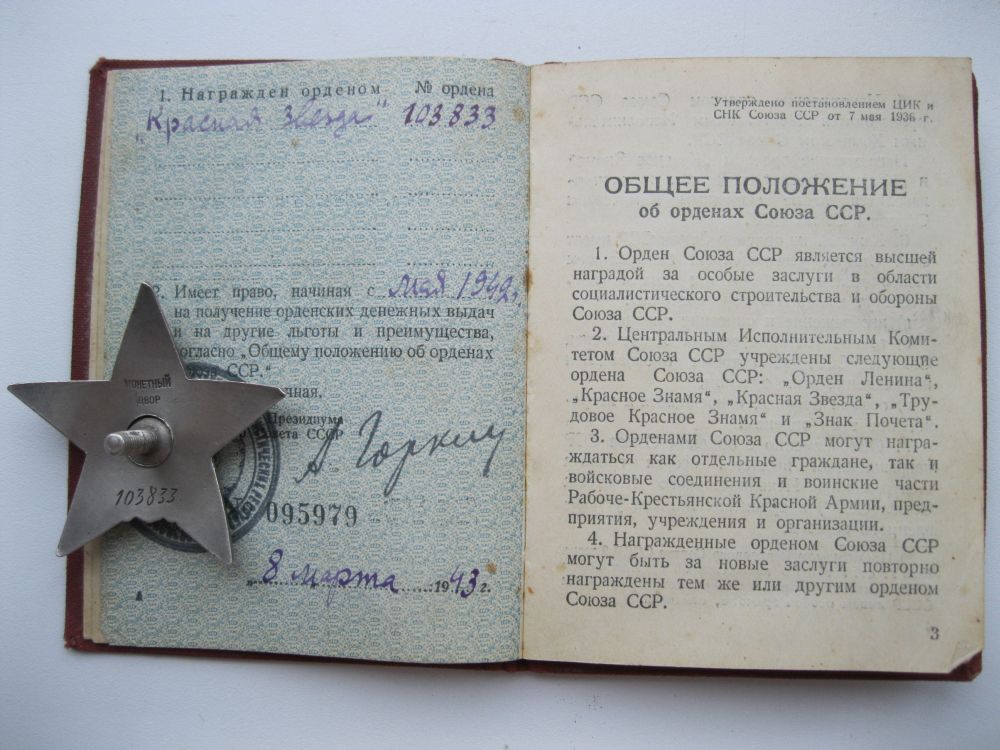 1. Награжден орденом № ордена
„Красная Звезда" 103833
2. Имеет право, начиная с мая 1942 г.
на получение орденских денежных выдач
и на другие льготы и преимущества,
согласно „Общему положению об орденах
ССР."
Президиума
СССР
А Горкин
095979
8 марта 1943 г.
А
МОНЕТНЫЙ
ДВОР
103833
Утверждено постановлением ЦИК и
СНК Союза ССР от 7 мая 1936 г.
ОБЩЕЕ ПОЛОЖЕНИЕ
об орденах Союза ССР.
1. Орден Союза ССР является высшей
наградой за особые заслуги в области
социалистического строительства и обороны
Союза ССР.
2. Центральным Исполнительным Коми-
тетом Союза ССР учреждены следующие
ордена Союза ССР: „Орден Ленина",
„Красное Знамя", „Красная Звезда", „Тру-
довое Красное Знамя" и „Знак Почета".
3. Орденами Союза ССР могут награ-
ждаться как отдельные граждане, так и
войсковые соединения и воинские части
Рабоче-Крестьянской Красной Армии, пред-
приятия, учреждения и организации.
4. Награжденные орденом Союза ССР
могут быть за новые заслуги повторно
награждены тем же или другим орденом
Союза ССР.
3